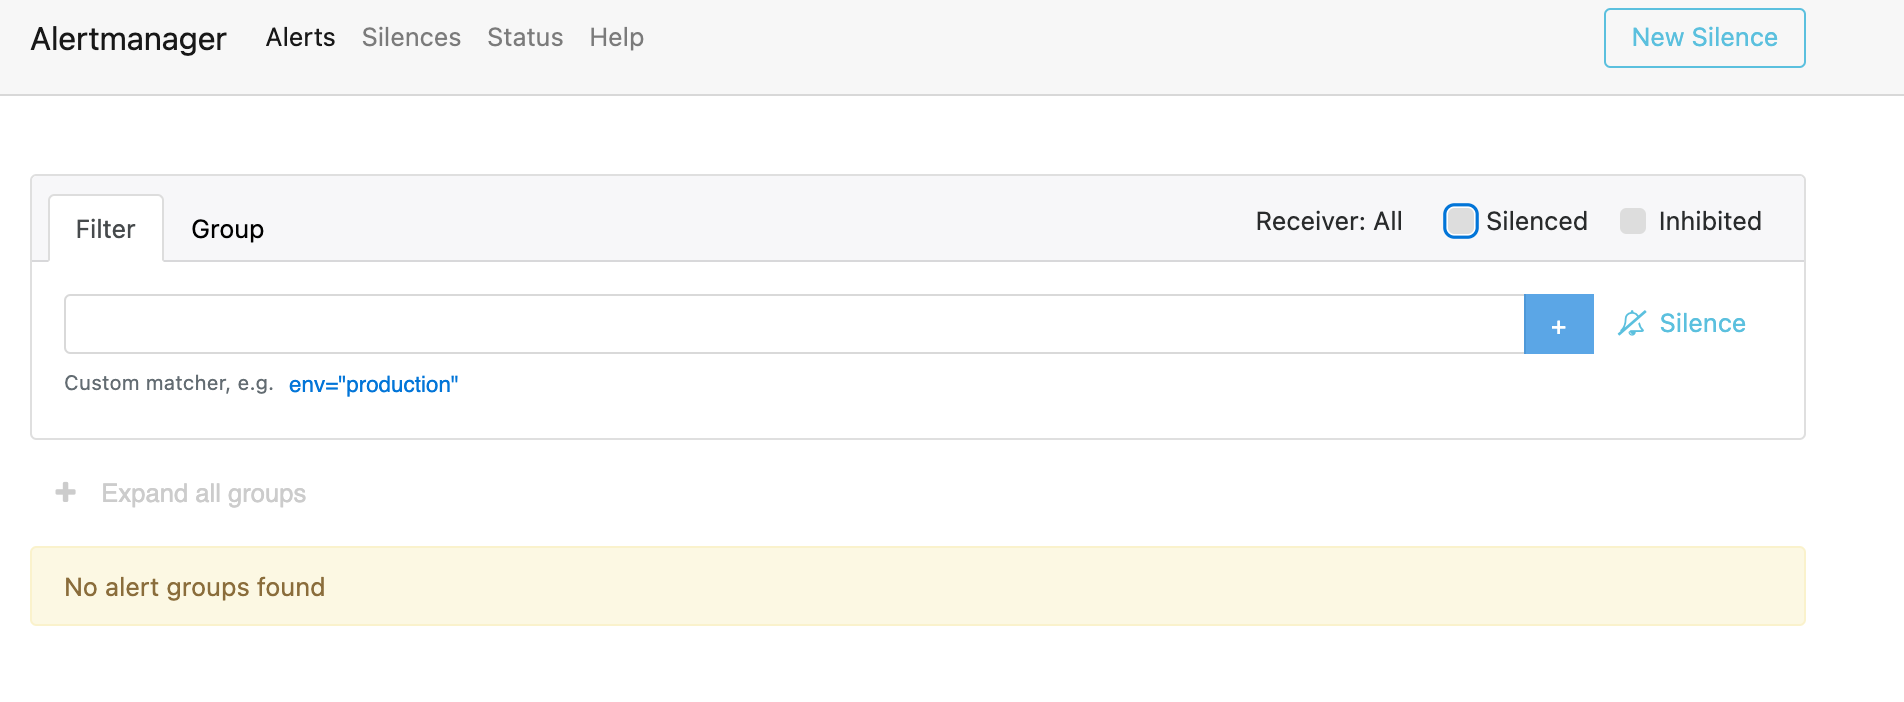 Alertmanager Alerts Silences Status Help New Silence
Filter Group Receiver: All Silenced Inhibited
+ Silence
Custom matcher, e.g. env="production"
+ Expand all groups
No alert groups found